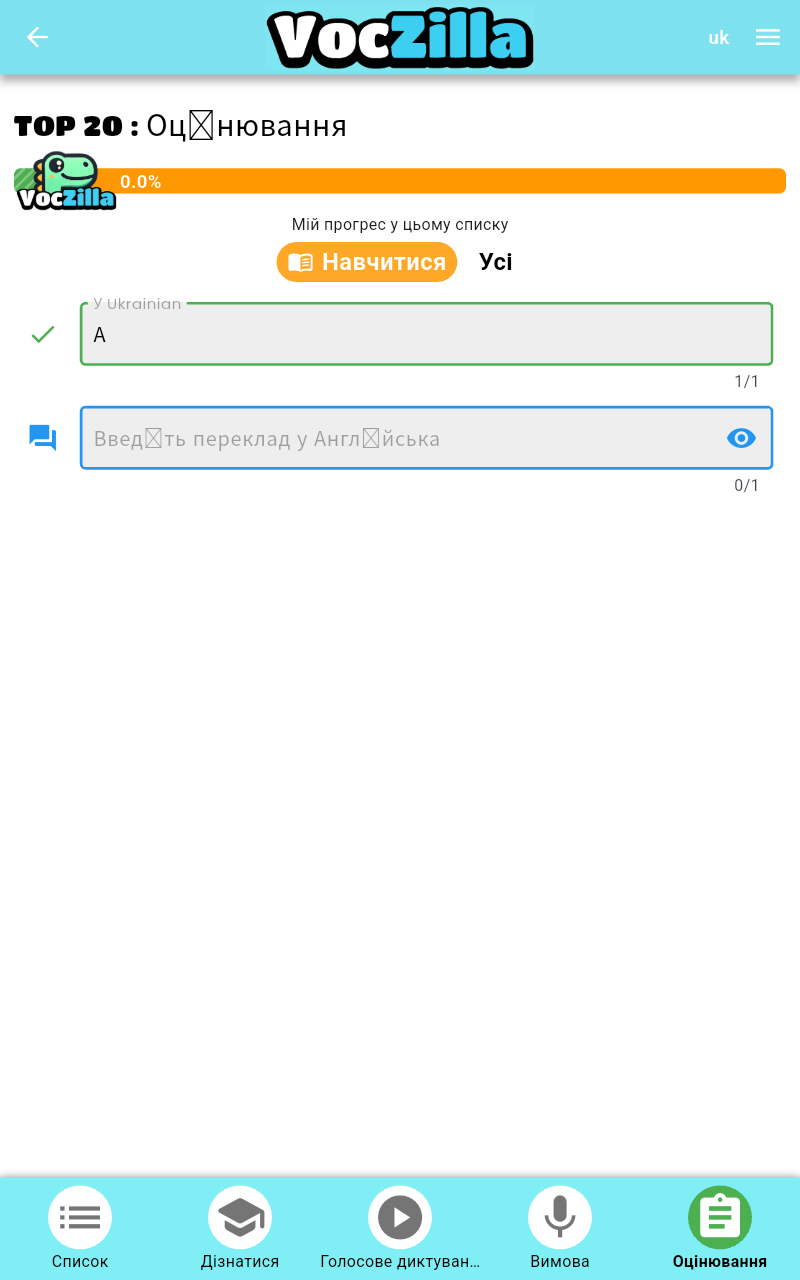 VocZilla
uk
TOP 20 : Оц☒нювання
VocZilla
0.0%
Мій прогрес у цьому списку
Навчитися Усі
У Ukrainian
А
1/1
Введ☒ть переклад у Англ☒йська
0/1
Список Дізнатися Голосове диктуван... Вимова Оцінювання